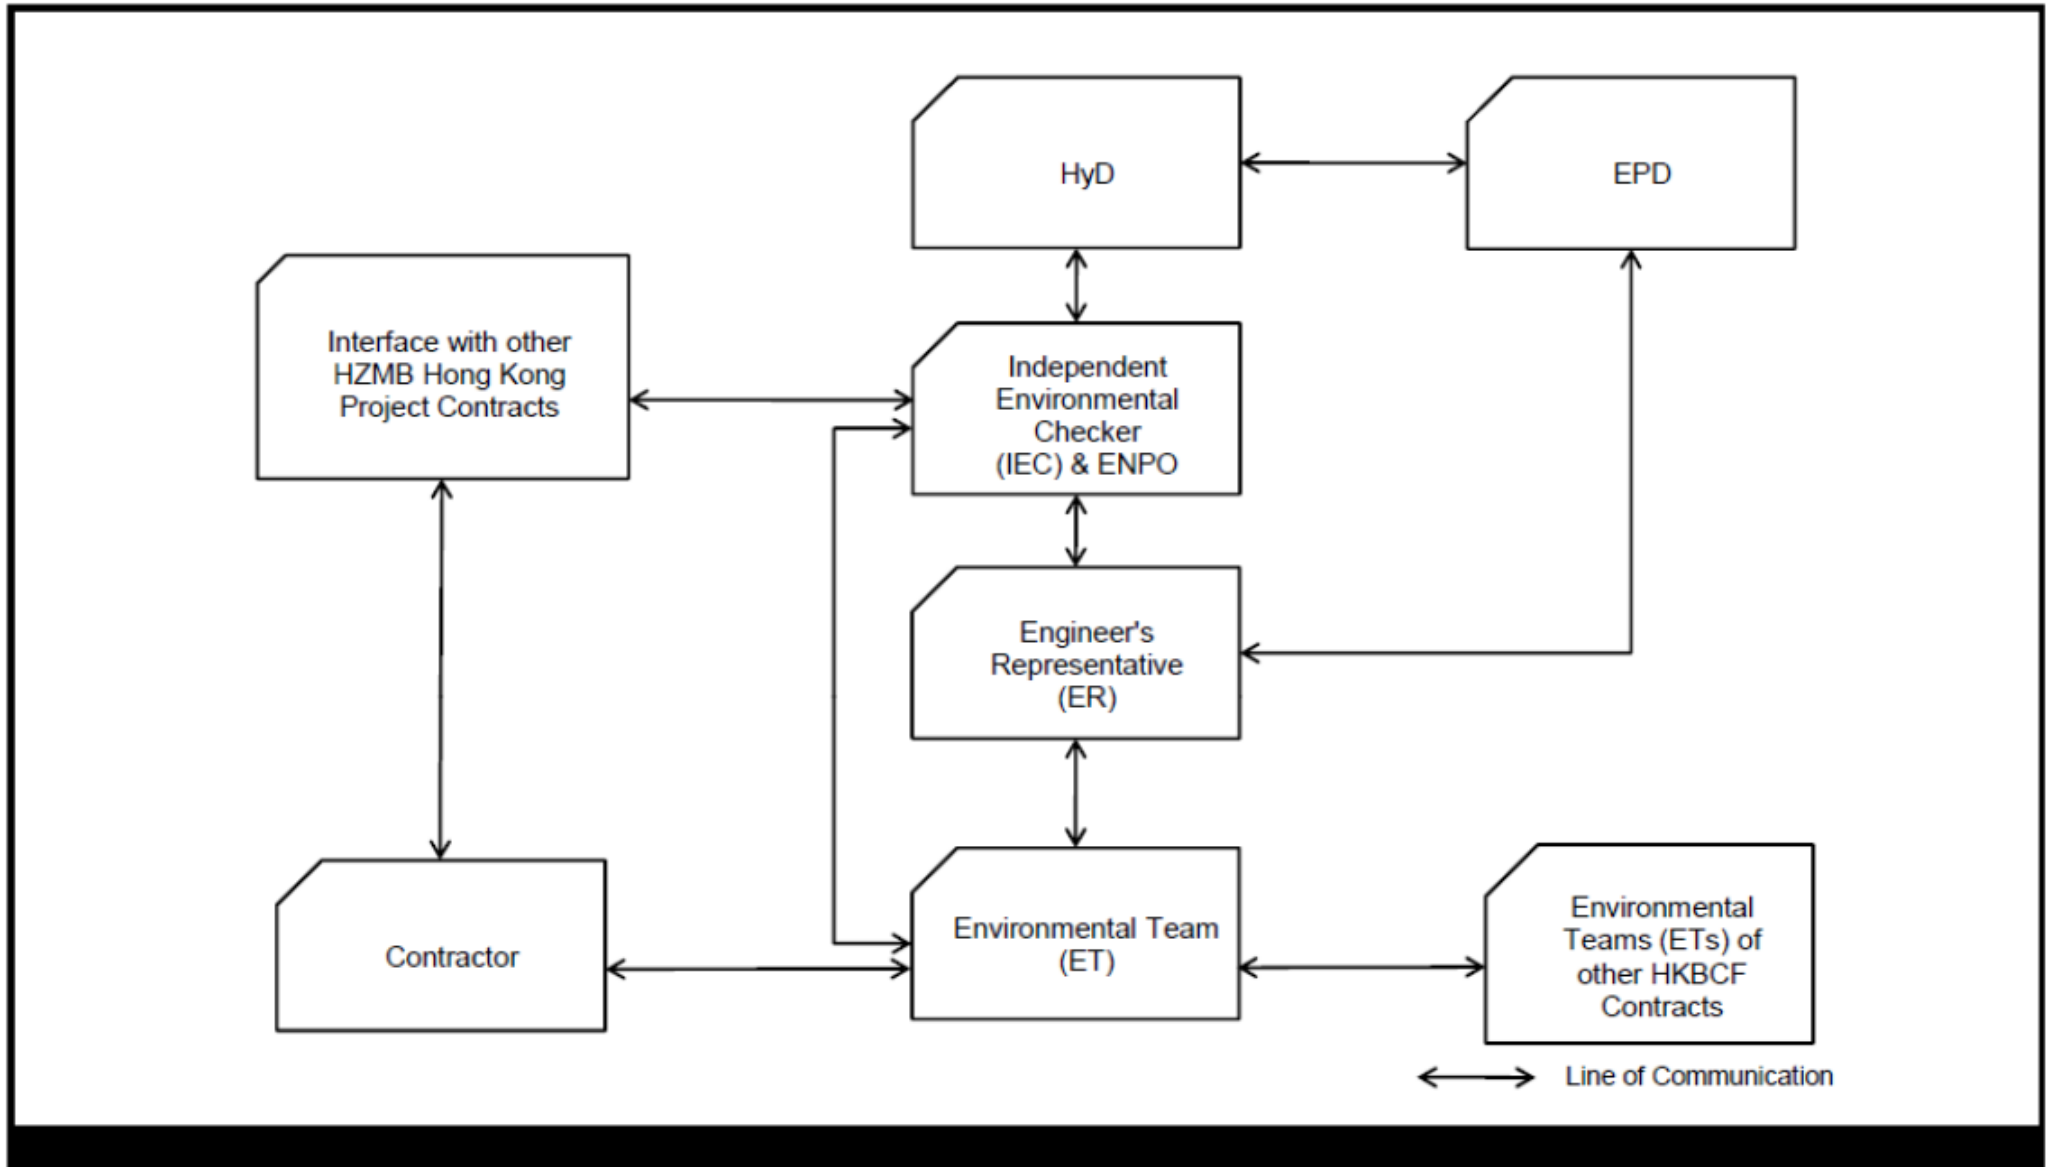 HyD
EPD
Interface with other
HZMB Hong Kong
Project Contracts
Independent
Environmental
Checker
(IEC) & ENPO
Engineer's
Representative
(ER)
Contractor
Environmental Team
(ET)
Environmental
Teams (ETs) of
other HKBCF
Contracts
Line of Communication